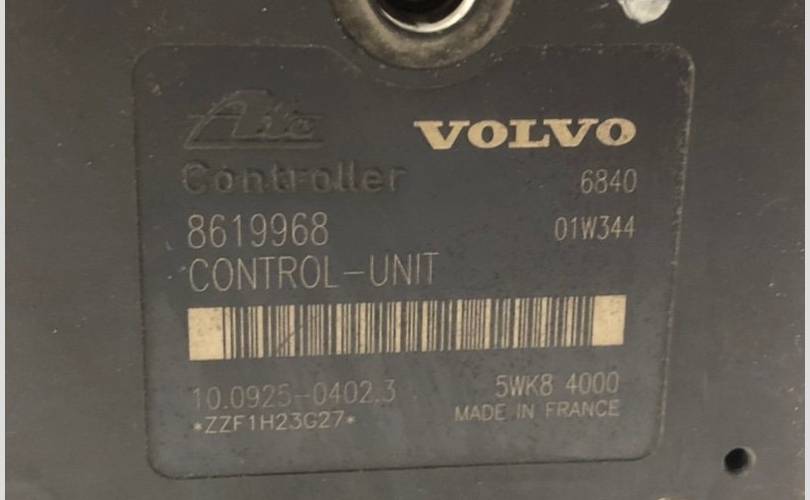 Ate
VOLVO
Controller
6840
8619968
01W344
CONTROL-UNIT
10.0925-0402.3
5WK8 4000
*ZZF1H23G27*
MADE IN FRANCE